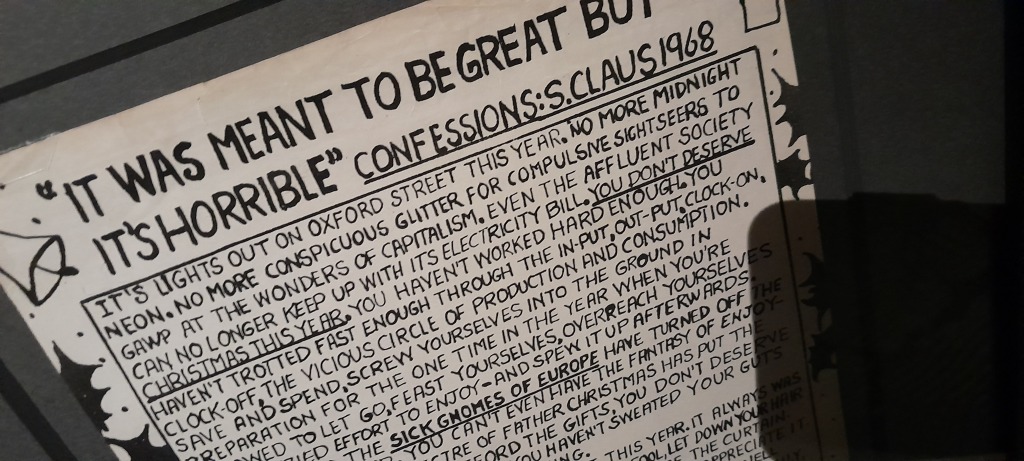 "IT WAS MEANT TO BE GREAT BUT
IT'S HORRIBLE" CONFESSIONS: S. CLAUS 1968
IT'S LIGHTS OUT ON OXFORD STREET THIS YEAR. NO MORE MIDNIGHT
NEON. NO MORE CONSPICUOUS GLITTER FOR COMPULSIVE SIGHTSEERS TO
GAWP AT THE WONDERS OF CAPITALISM. EVEN THE AFFLUENT SOCIETY
CAN NO LONGER KEEP UP WITH ITS ELECTRICITY BILL. YOU DON'T DESERVE
CHRISTMAS THIS YEAR. YOU HAVEN'T WORKED HARD ENOUGH. YOU
HAVEN'T TROTTED FAST ENOUGH THROUGH THE IN-PUT, OUT-PUT, CLOCK-ON,
CLOCK-OFF, THE VICIOUS CIRCLE OF PRODUCTION AND CONSUMPTION.
SAVE AND SPEND, SCREW YOURSELVES INTO THE GROUND IN
PREPARATION FOR THE ONE TIME IN THE YEAR WHEN YOU'RE
OWED TO LET GO, FEAST YOURSELVES, OVERREACH YOURSELVES
EFFORT TO ENJOY-AND SPEW IT UP AFTERWARDS:
SICK GNOMES OF EUROPE HAVE TURNED OFF THE
YOU CAN'T EVEN HAVE THE FANTASY OF ENJOY-
CTRE OF FATHER CHRISTMAS HAS PUT THE
FORD THE GIFTS, YOU DON'T DESERVE
YOU HAVEN'T SWEATED YOUR GUTS
NG.
THIS YEAR. IT ALWAYS WAS
OOL, LET DOWN YOUR HAIR
THE CURTAIN-
APPRECIATE IT